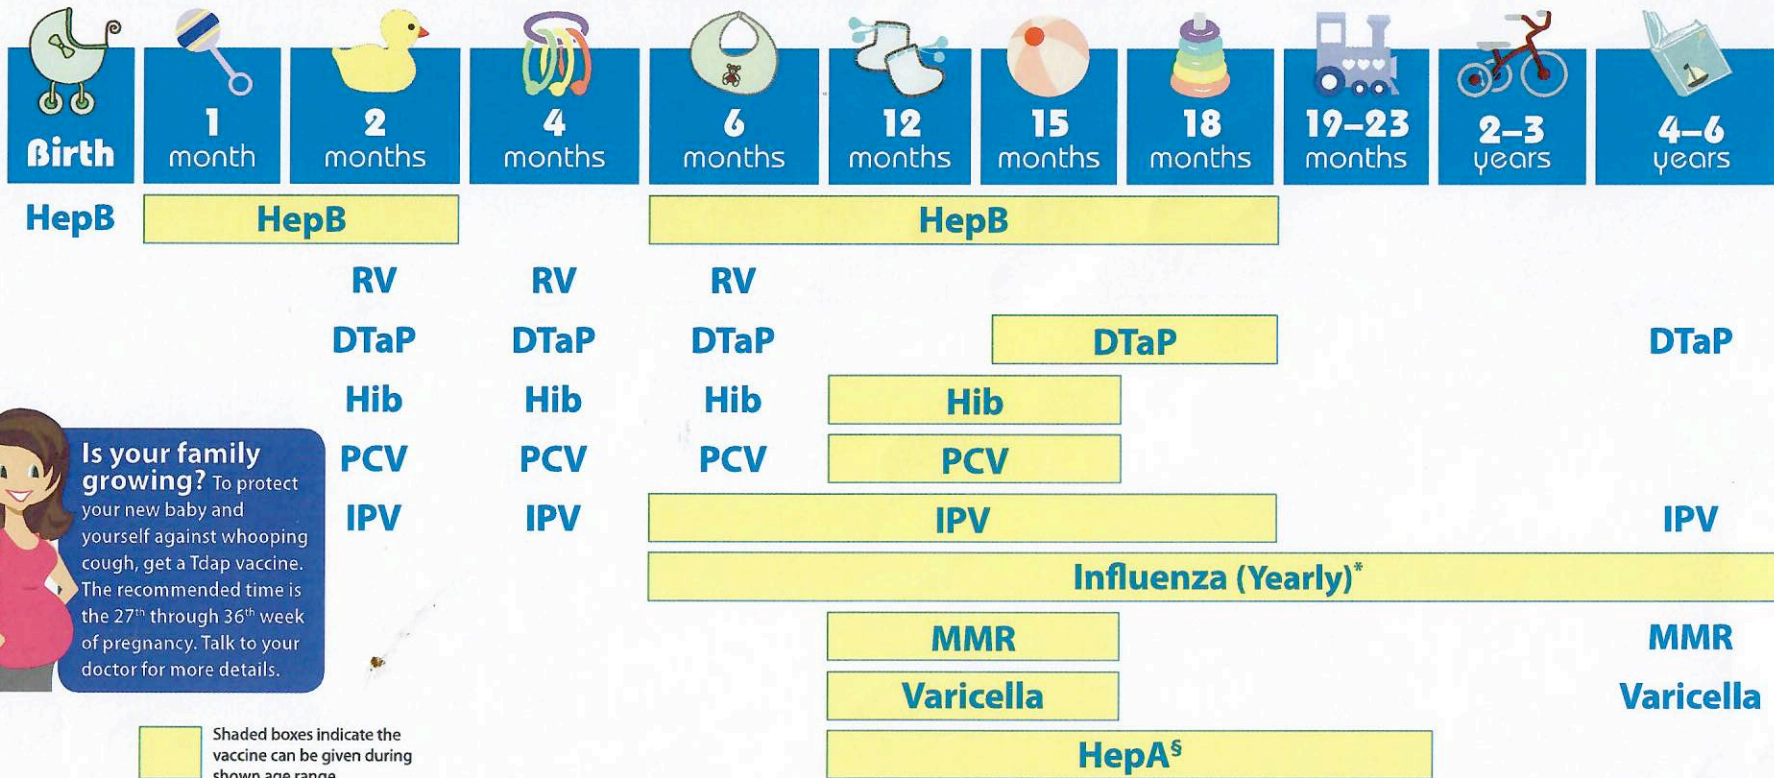 Birth
1
month
2
months
4
months
6
months
12
months
15
months
18
months
19–23
months
2–3
years
4–6
years
HepB HepB HepB
RV RV RV
DTaP DTaP DTaP DTaP DTaP
Hib Hib Hib Hib
PCV PCV PCV PCV
IPV IPV IPV IPV
Influenza (Yearly)*
MMR MMR
Varicella Varicella
HepA§
Is your family
growing? To protect
your new baby and
yourself against whooping
cough, get a Tdap vaccine.
The recommended time is
the 27th through 36th week
of pregnancy. Talk to your
doctor for more details.
Shaded boxes indicate the
vaccine can be given during
shown age range.